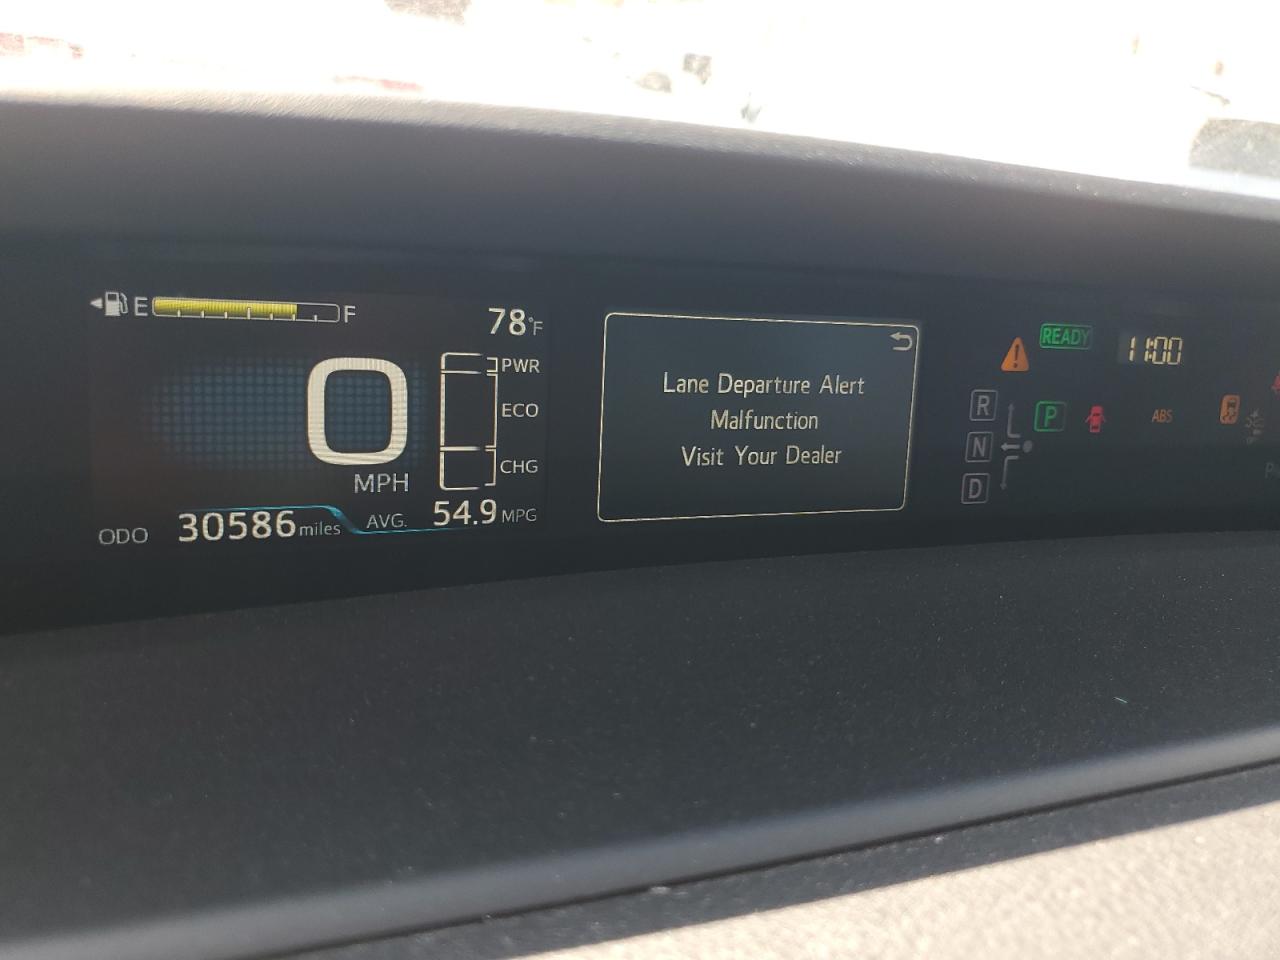 E F
78°F
0
MPH
PWR
ECO
CHG
ODO 30586 miles AVG. 54.9 MPG
Lane Departure Alert
Malfunction
Visit Your Dealer
READY 11:00
R P ABS
N
D